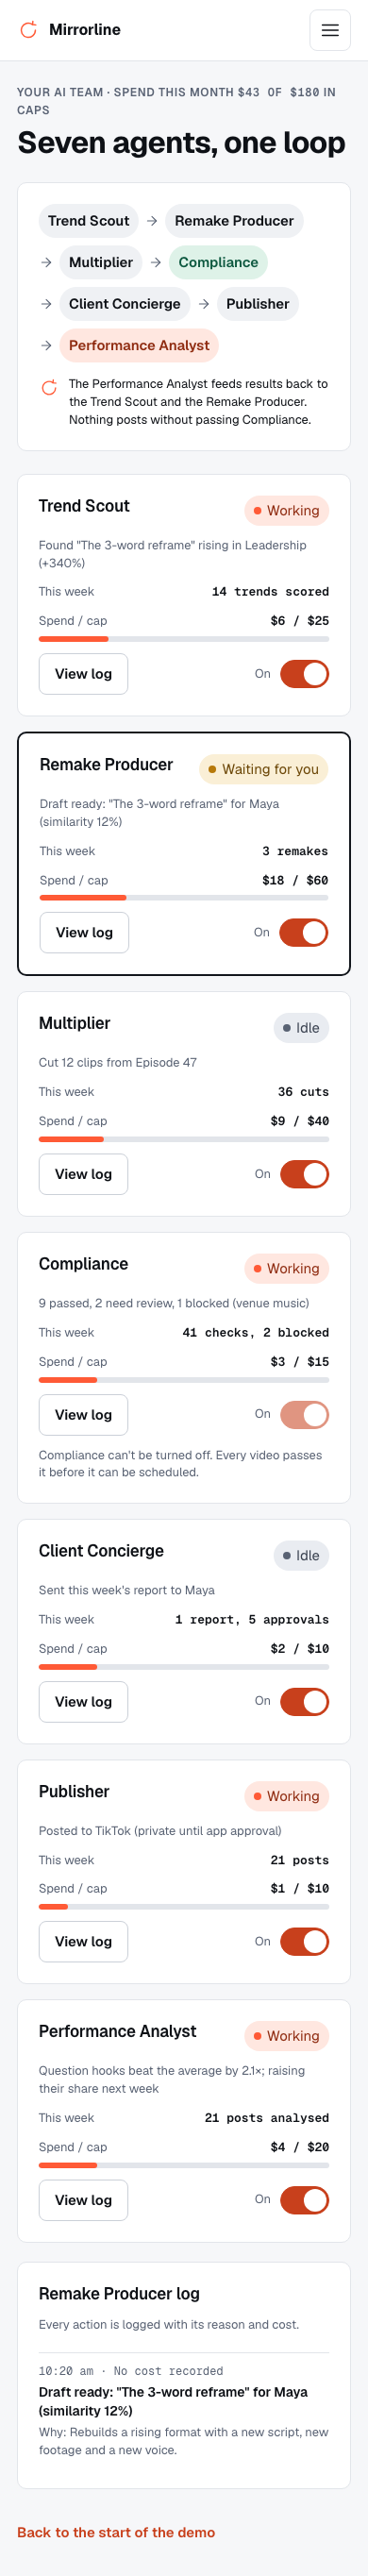 Mirrorline
YOUR AI TEAM · SPEND THIS MONTH $43 OF $180 IN
CAPS
Seven agents, one loop
Trend Scout → Remake Producer
→ Multiplier → Compliance
→ Client Concierge → Publisher
→ Performance Analyst
The Performance Analyst feeds results back to
the Trend Scout and the Remake Producer.
Nothing posts without passing Compliance.
Trend Scout
Working
Found "The 3-word reframe" rising in Leadership
(+340%)
This week 14 trends scored
Spend / cap $6 / $25
View log On
Remake Producer
Waiting for you
Draft ready: "The 3-word reframe" for Maya
(similarity 12%)
This week 3 remakes
Spend / cap $18 / $60
View log On
Multiplier
Idle
Cut 12 clips from Episode 47
This week 36 cuts
Spend / cap $9 / $40
View log On
Compliance
Working
9 passed, 2 need review, 1 blocked (venue music)
This week 41 checks, 2 blocked
Spend / cap $3 / $15
View log On
Compliance can't be turned off. Every video passes
it before it can be scheduled.
Client Concierge
Idle
Sent this week's report to Maya
This week 1 report, 5 approvals
Spend / cap $2 / $10
View log On
Publisher
Working
Posted to TikTok (private until app approval)
This week 21 posts
Spend / cap $1 / $10
View log On
Performance Analyst
Working
Question hooks beat the average by 2.1×; raising
their share next week
This week 21 posts analysed
Spend / cap $4 / $20
View log On
Remake Producer log
Every action is logged with its reason and cost.
10:20 am · No cost recorded
Draft ready: "The 3-word reframe" for Maya
(similarity 12%)
Why: Rebuilds a rising format with a new script, new
footage and a new voice.
Back to the start of the demo